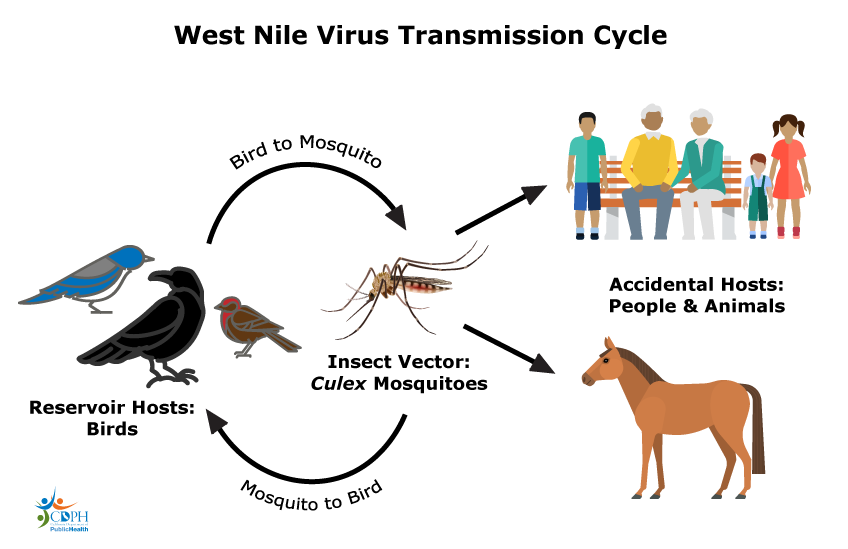 West Nile Virus Transmission Cycle
Bird to Mosquito
Accidental Hosts:
People & Animals
Insect Vector:
Culex Mosquitoes
Reservoir Hosts:
Birds
Mosquito to Bird
CDPH
PublicHealth